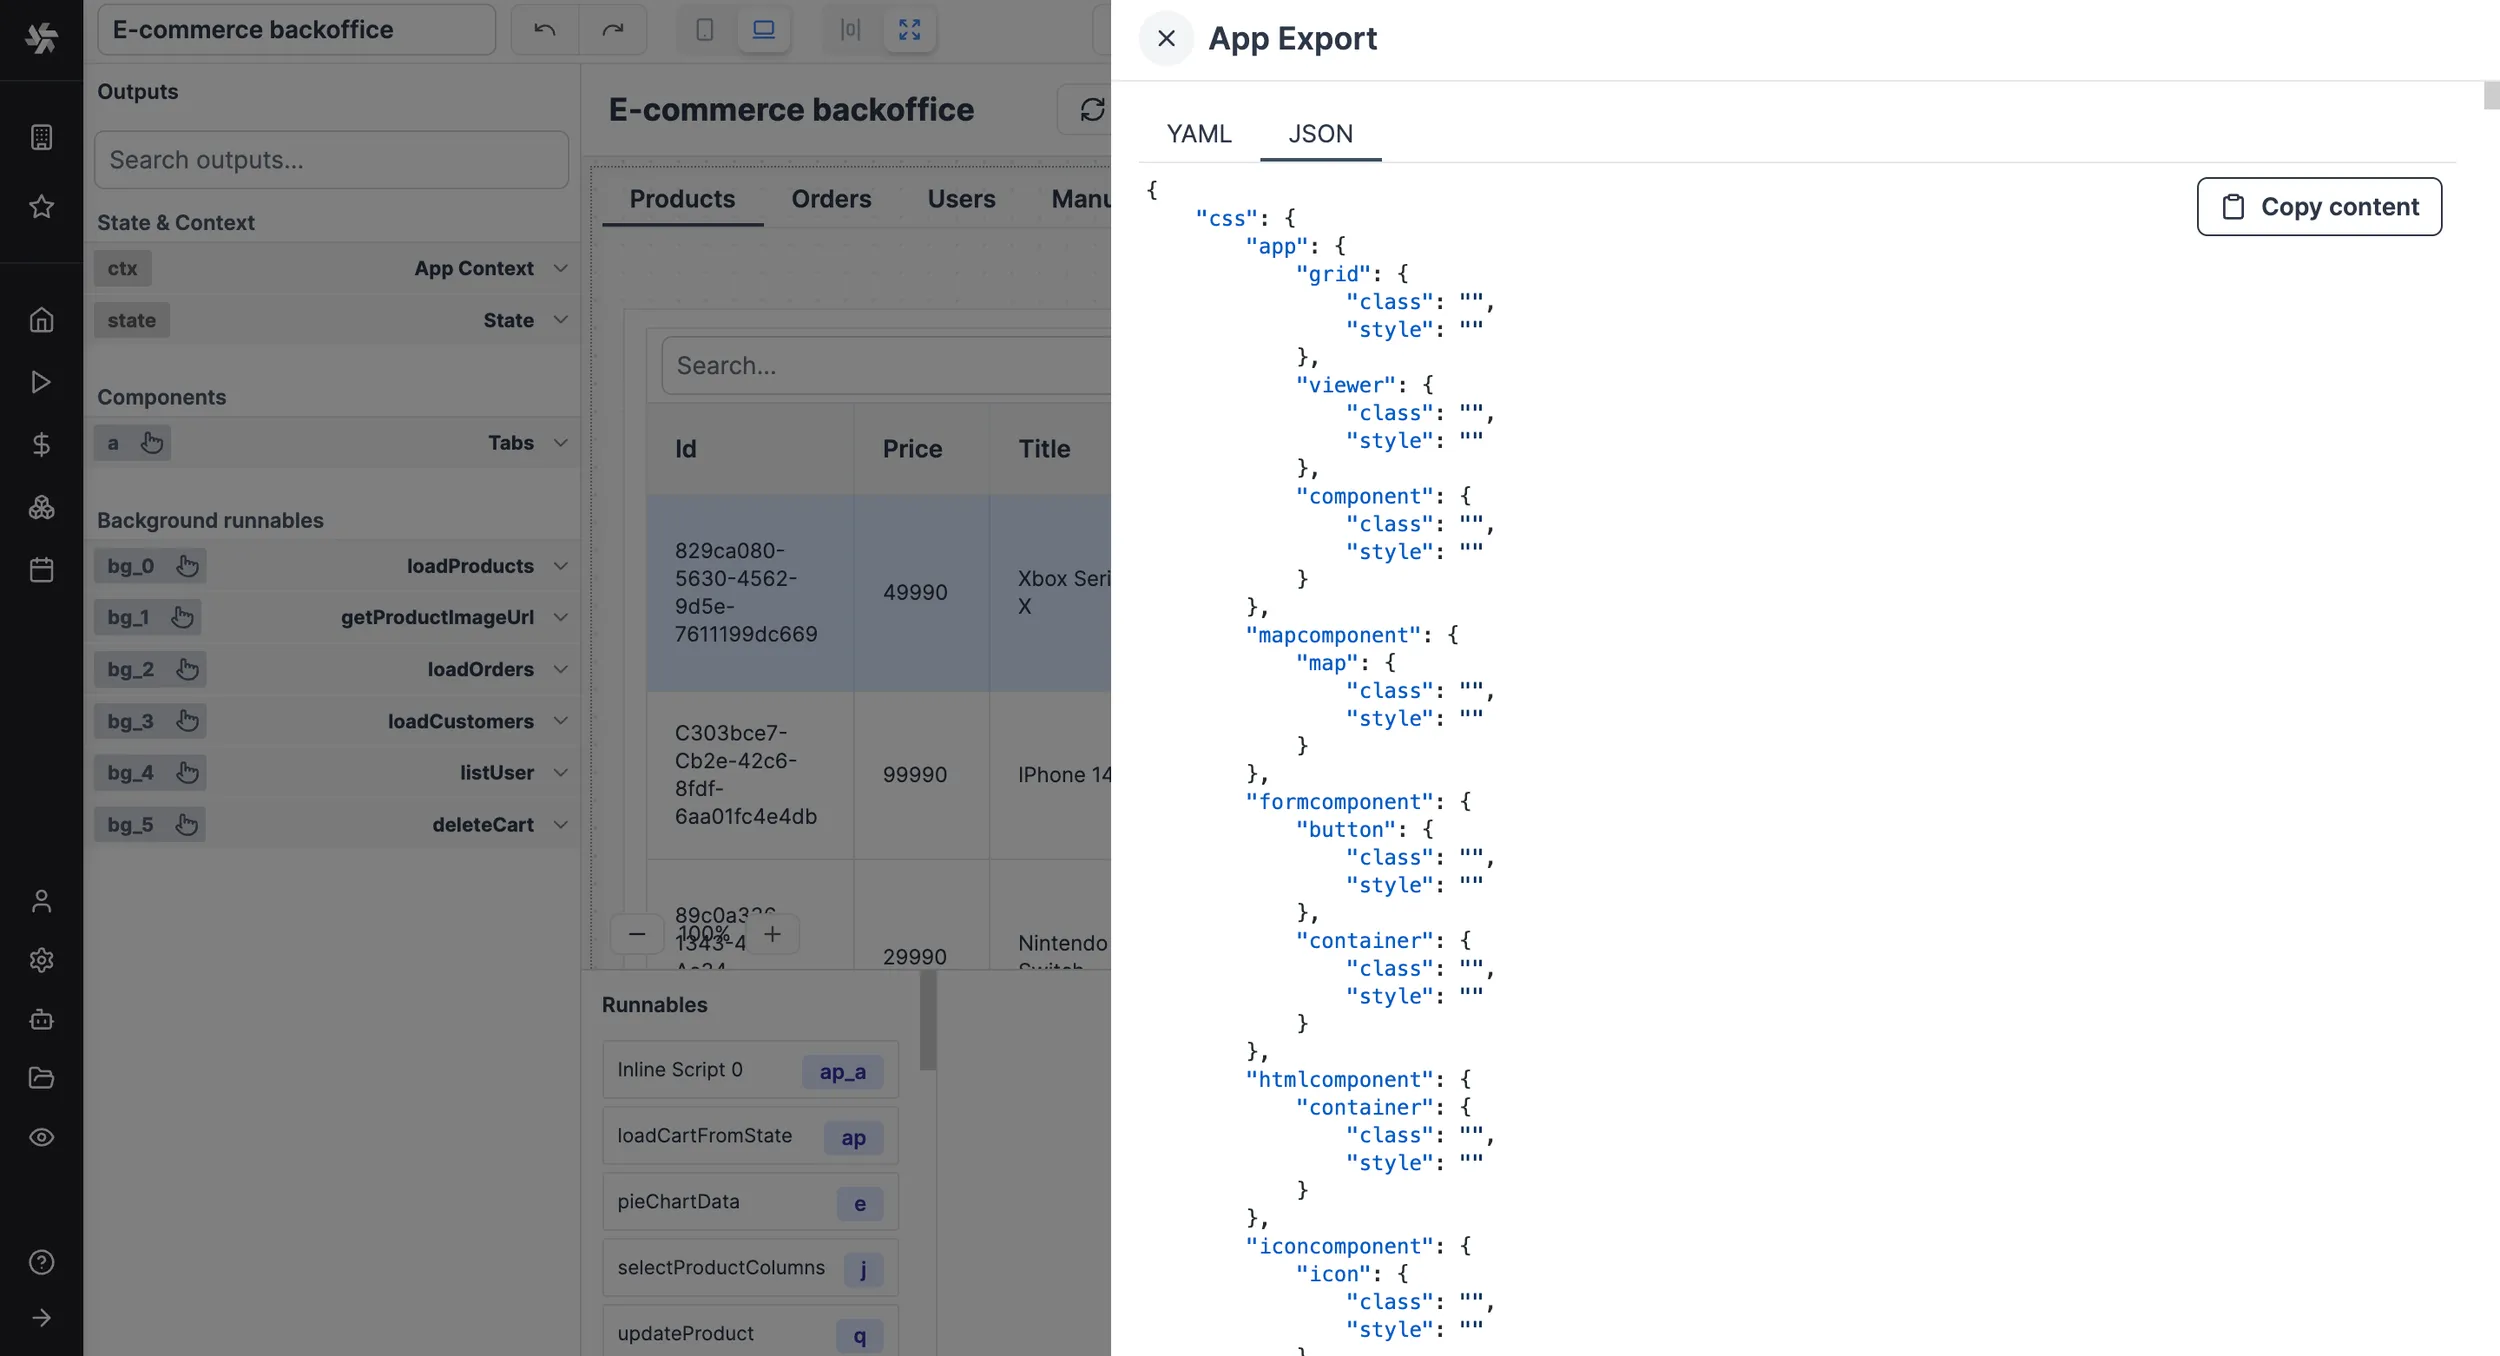 E-commerce backoffice
Outputs
Search outputs...
State & Context
ctx
App Context
state
State
Components
a
Tabs
Background runnables
bg_0
loadProducts
bg_1
getProductImageUrl
bg_2
loadOrders
bg_3
loadCustomers
bg_4
listUser
bg_5
deleteCart
E-commerce backoffice
Products
Orders
Users
Manu
Search...
Id
Price
Title
829ca080-
5630-4562-
9d5e-
7611199dc669
49990
Xbox Seri
X
C303bce7-
Cb2e-42c6-
8fdf-
6aa01fc4e4db
99990
IPhone 14
1343-4
29990
Nintendo
Switch
100%
Runnables
Inline Script 0
ap_a
loadCartFromState
ap
pieChartData
e
selectProductColumns
j
updateProduct
q
App Export
YAML
JSON
Copy content
{
"css": {
"app": {
"grid": {
"class": "",
"style": ""
},
"viewer": {
"class": "",
"style": ""
},
"component": {
"class": "",
"style": ""
}
},
"mapcomponent": {
"map": {
"class": "",
"style": ""
}
},
"formcomponent": {
"button": {
"class": "",
"style": ""
},
"container": {
"class": "",
"style": ""
}
},
"htmlcomponent": {
"container": {
"class": "",
"style": ""
}
},
"iconcomponent": {
"icon": {
"class": "",
"style": ""
}